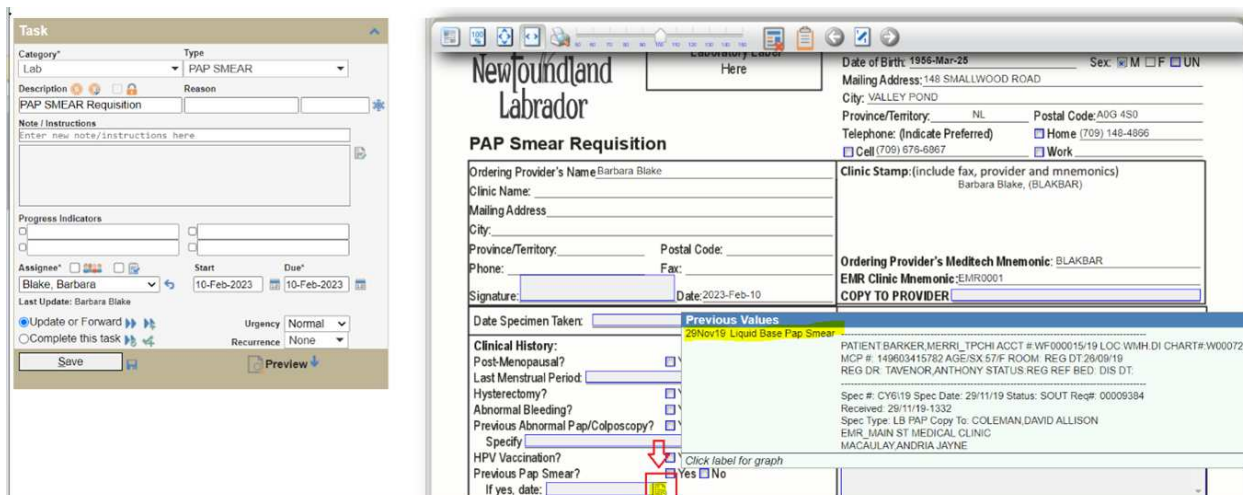 Task
Category* Type
Lab PAP SMEAR
Description Reason
PAP SMEAR Requisition
Note / Instructions
Enter new note/instructions here
Progress Indicators
Assignee* Start Due*
Blake, Barbara 10-Feb-2023 10-Feb-2023
Last Update: Barbara Blake
Update or Forward Urgency Normal
Complete this task Recurrence None
Save Preview
100 %
Laboratory Label
Here
Newfoundland
Labrador
PAP Smear Requisition
Date of Birth: 1956-Mar-25 Sex: M F UN
Mailing Address: 148 SMALLWOOD ROAD
City: VALLEY POND
Province/Territory: NL Postal Code: A0G 4S0
Telephone: (Indicate Preferred) Home (709) 148-4866
Cell (709) 676-6867 Work
Ordering Provider's Name Barbara Blake
Clinic Name:
Mailing Address
City:
Province/Territory: Postal Code:
Phone: Fax:
Signature: Date: 2023-Feb-10
Clinic Stamp:(include fax, provider and mnemonics)
Barbara Blake, (BLAKBAR)
Ordering Provider's Meditech Mnemonic: BLAKBAR
EMR Clinic Mnemonic: EMR0001
COPY TO PROVIDER
Date Specimen Taken:
Clinical History:
Post-Menopausal? Y
Last Menstrual Period:
Hysterectomy? Y
Abnormal Bleeding? Y
Previous Abnormal Pap/Colposcopy? Y
Specify
HPV Vaccination? Y
Previous Pap Smear? Yes No
If yes, date:
Previous Values
29Nov19 Liquid Base Pap Smear
PATIENT:BARKER,MERRI_TPCHI ACCT #:WF000015/19 LOC:WMH.DI CHART#:W00072
MCP #: 149603415782 AGE/SX:57/F ROOM: REG DT:26/09/19
REG DR: TAVENOR,ANTHONY STATUS:REG REF BED: DIS DT:
Spec #: CY6\19 Spec Date: 29/11/19 Status: SOUT Req#: 00009384
Received: 29/11/19-1332
Spec Type: LB PAP Copy To: COLEMAN,DAVID ALLISON
EMR_MAIN ST MEDICAL CLINIC
MACAULAY,ANDRIA JAYNE
Click label for graph